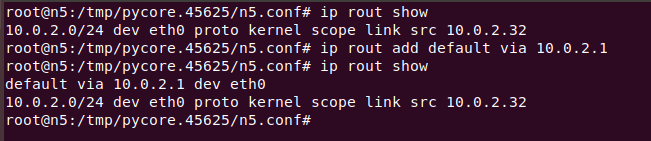 root@n5:/tmp/pycore.45625/n5.conf# ip rout show
10.0.2.0/24 dev eth0 proto kernel scope link src 10.0.2.32
root@n5:/tmp/pycore.45625/n5.conf# ip rout add default via 10.0.2.1
root@n5:/tmp/pycore.45625/n5.conf# ip rout show
default via 10.0.2.1 dev eth0
10.0.2.0/24 dev eth0 proto kernel scope link src 10.0.2.32
root@n5:/tmp/pycore.45625/n5.conf#